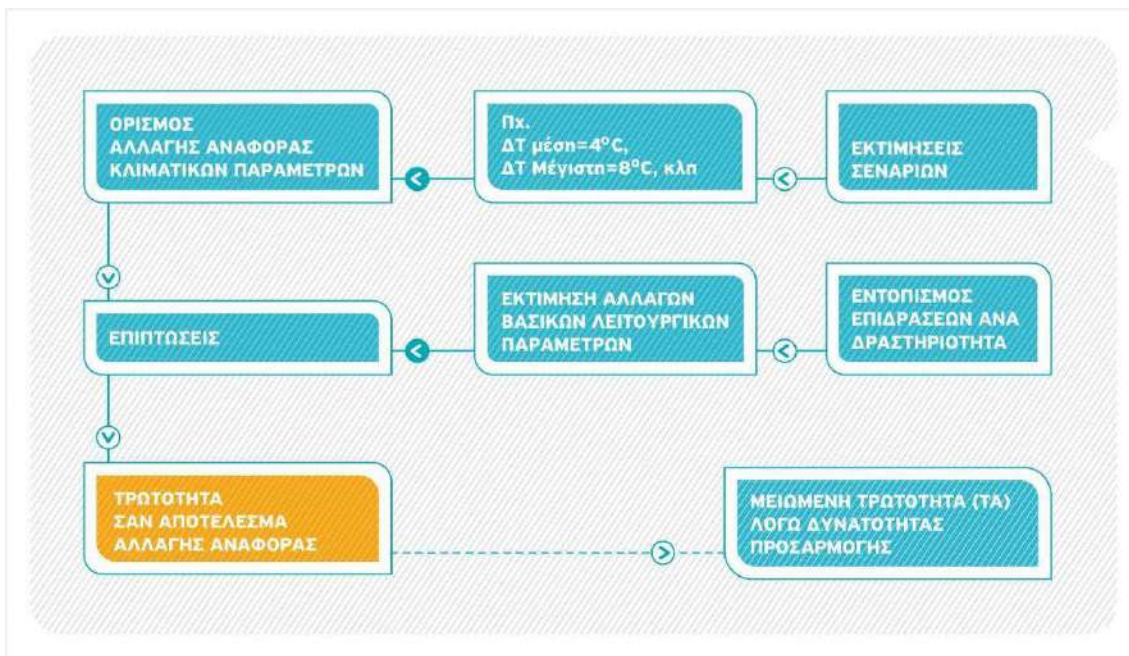 ΟΡΙΣΜΟΣ
ΑΛΛΑΓΗΣ ΑΝΑΦΟΡΑΣ
ΚΛΙΜΑΤΙΚΩΝ ΠΑΡΑΜΕΤΡΩΝ
Πχ.
ΔΤ μέση=4°C,
ΔΤ Μέγιστη=8°C, κλπ
ΕΚΤΙΜΗΣΕΙΣ
ΣΕΝΑΡΙΩΝ
ΕΠΙΠΤΩΣΕΙΣ
ΕΚΤΙΜΗΣΗ ΑΛΛΑΓΩΝ
ΒΑΣΙΚΩΝ ΛΕΙΤΟΥΡΓΙΚΩΝ
ΠΑΡΑΜΕΤΡΩΝ
ΕΝΤΟΠΙΣΜΟΣ
ΕΠΙΔΡΑΣΕΩΝ ΑΝΑ
ΔΡΑΣΤΗΡΙΟΤΗΤΑ
ΤΡΩΤΟΤΗΤΑ
ΣΑΝ ΑΠΟΤΕΛΕΣΜΑ
ΑΛΛΑΓΗΣ ΑΝΑΦΟΡΑΣ
ΜΕΙΩΜΕΝΗ ΤΡΩΤΟΤΗΤΑ (ΤΑ)
ΛΟΓΩ ΔΥΝΑΤΟΤΗΤΑΣ
ΠΡΟΣΑΡΜΟΓΗΣ